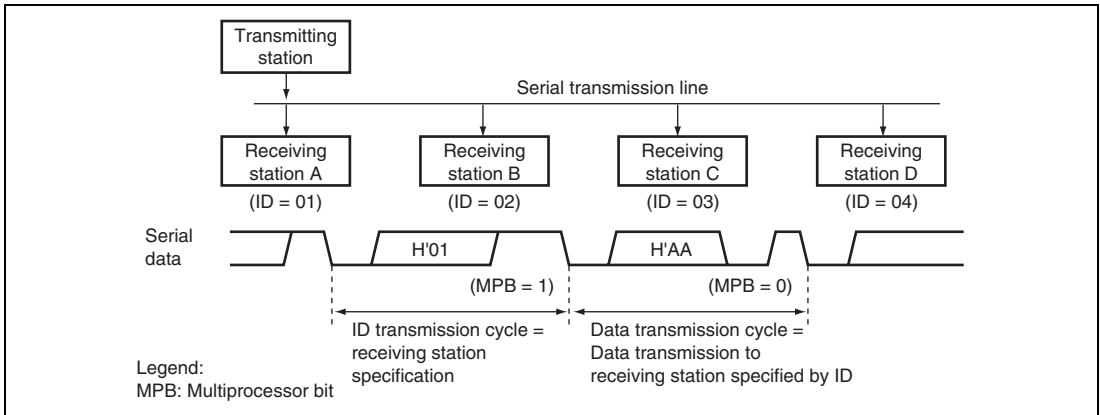 Transmitting
station
Serial transmission line
Receiving
station A
Receiving
station B
Receiving
station C
Receiving
station D
(ID = 01)
(ID = 02)
(ID = 03)
(ID = 04)
Serial
data
H'01
H'AA
(MPB = 1)
(MPB = 0)
ID transmission cycle =
receiving station
specification
Data transmission cycle =
Data transmission to
receiving station specified by ID
Legend:
MPB: Multiprocessor bit